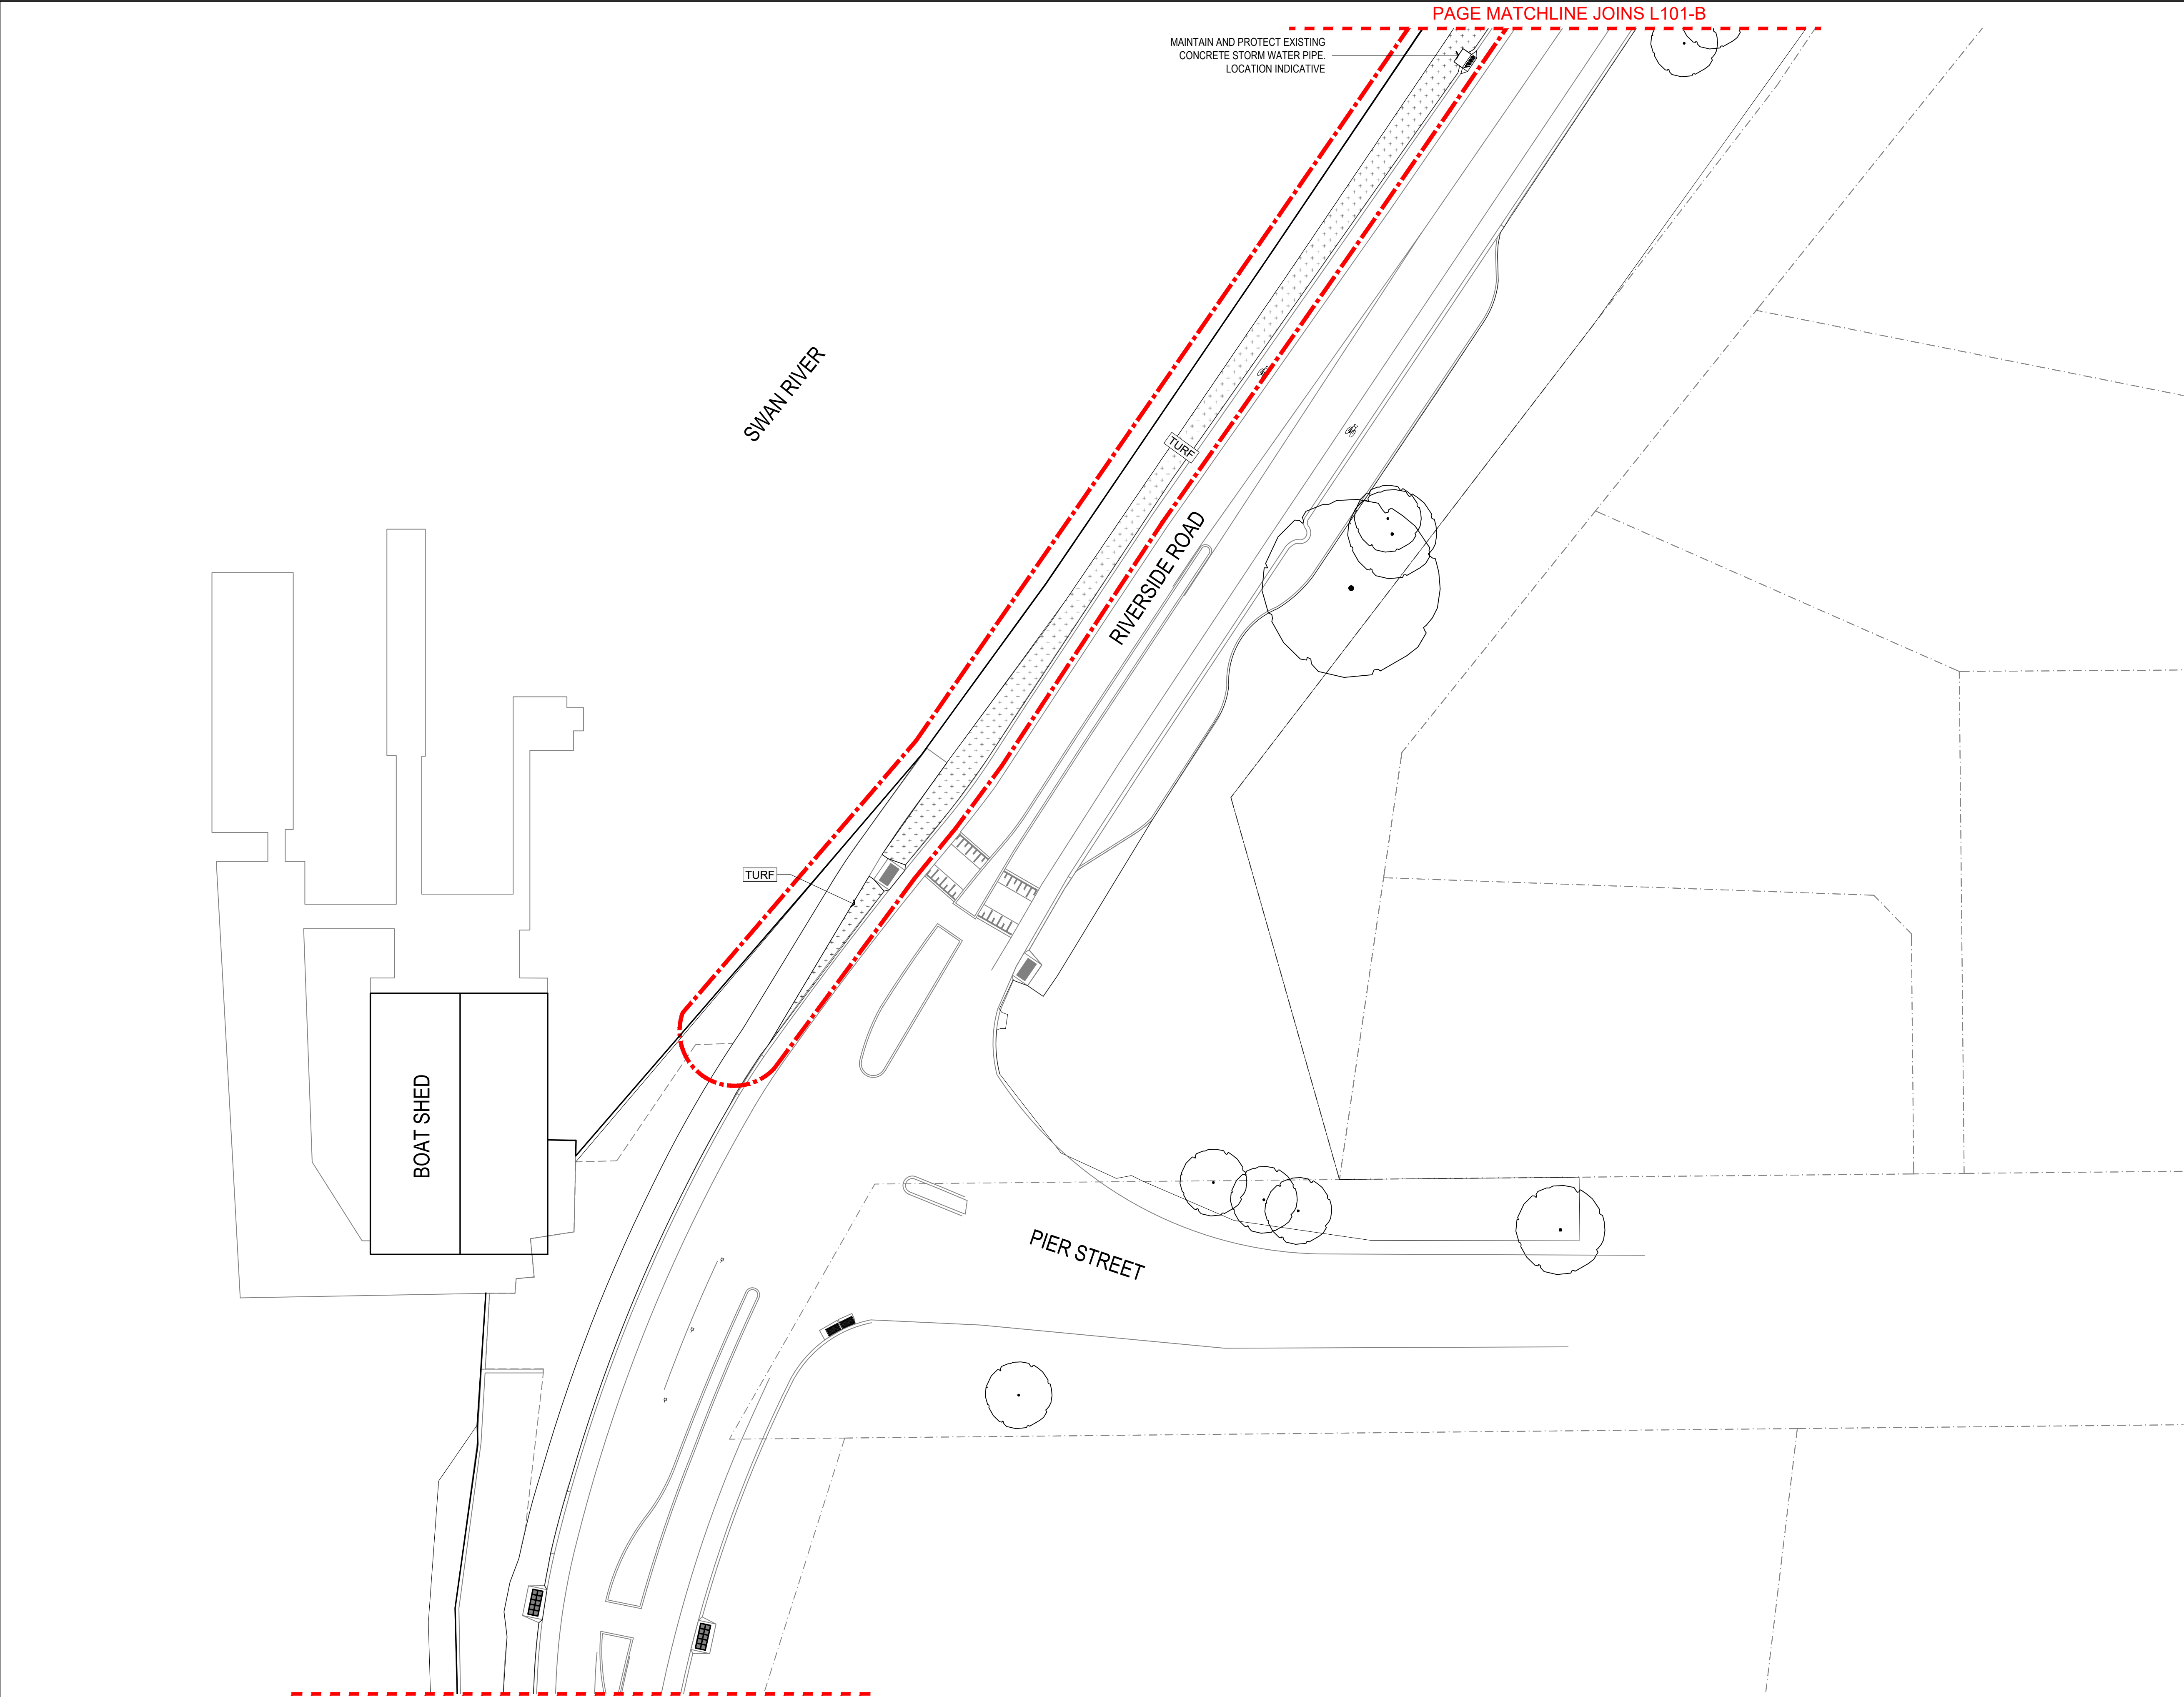 PAGE MATCHLINE JOINS L101-B
MAINTAIN AND PROTECT EXISTING
CONCRETE STORM WATER PIPE.
LOCATION INDICATIVE
SWAN RIVER
TURF
RIVERSIDE ROAD
TURF
BOAT SHED
PIER STREET